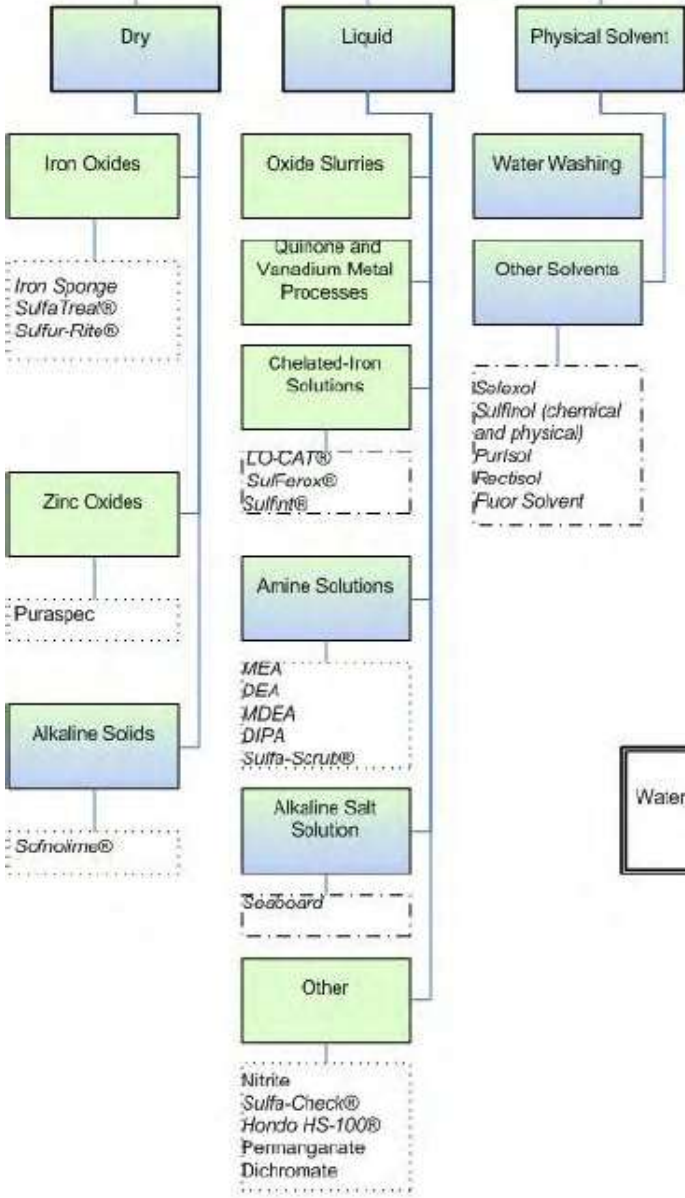 Dry
Iron Oxides
Iron Sponge
SulfaTreat®
Sulfur-Rite®
Zinc Oxides
Puraspec
Alkaline Solids
Sofnolime®
Liquid
Oxide Slurries
Quinone and
Vanadium Metal
Processes
Chelated-Iron
Solutions
LO-CAT®
SulFerox®
Sulfint®
Amine Solutions
MEA
DEA
MDEA
DIPA
Sulfa-Scrub®
Alkaline Salt
Solution
Seaboard
Other
Nitrite
Sulfa-Check®
Hondo HS-100®
Permanganate
Dichromate
Physical Solvent
Water Washing
Other Solvents
Selexol
Sulfinol (chemical
and physical)
Purisol
Rectisol
Fluor Solvent
Water